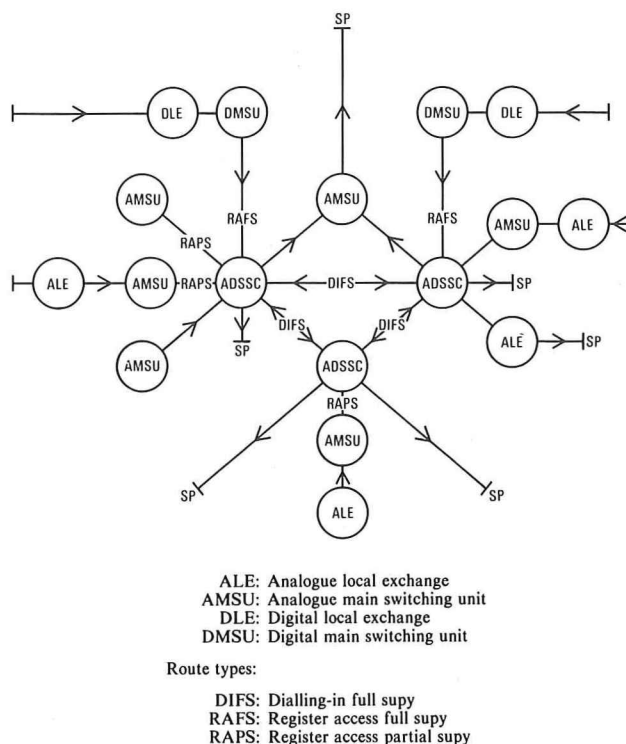 SP
DLE DMSU DMSU DLE
AMSU AMSU
RAFS RAFS AMSU ALE
RAPS
ALE AMSU RAPS ADSSC DIFS ADSSC SP
DIFS DIFS
SP ALE SP
AMSU ADSSC
RAPS
AMSU
SP SP
ALE
ALE: Analogue local exchange
AMSU: Analogue main switching unit
DLE: Digital local exchange
DMSU: Digital main switching unit
Route types:
DIFS: Dialling-in full supy
RAFS: Register access full supy
RAPS: Register access partial supy